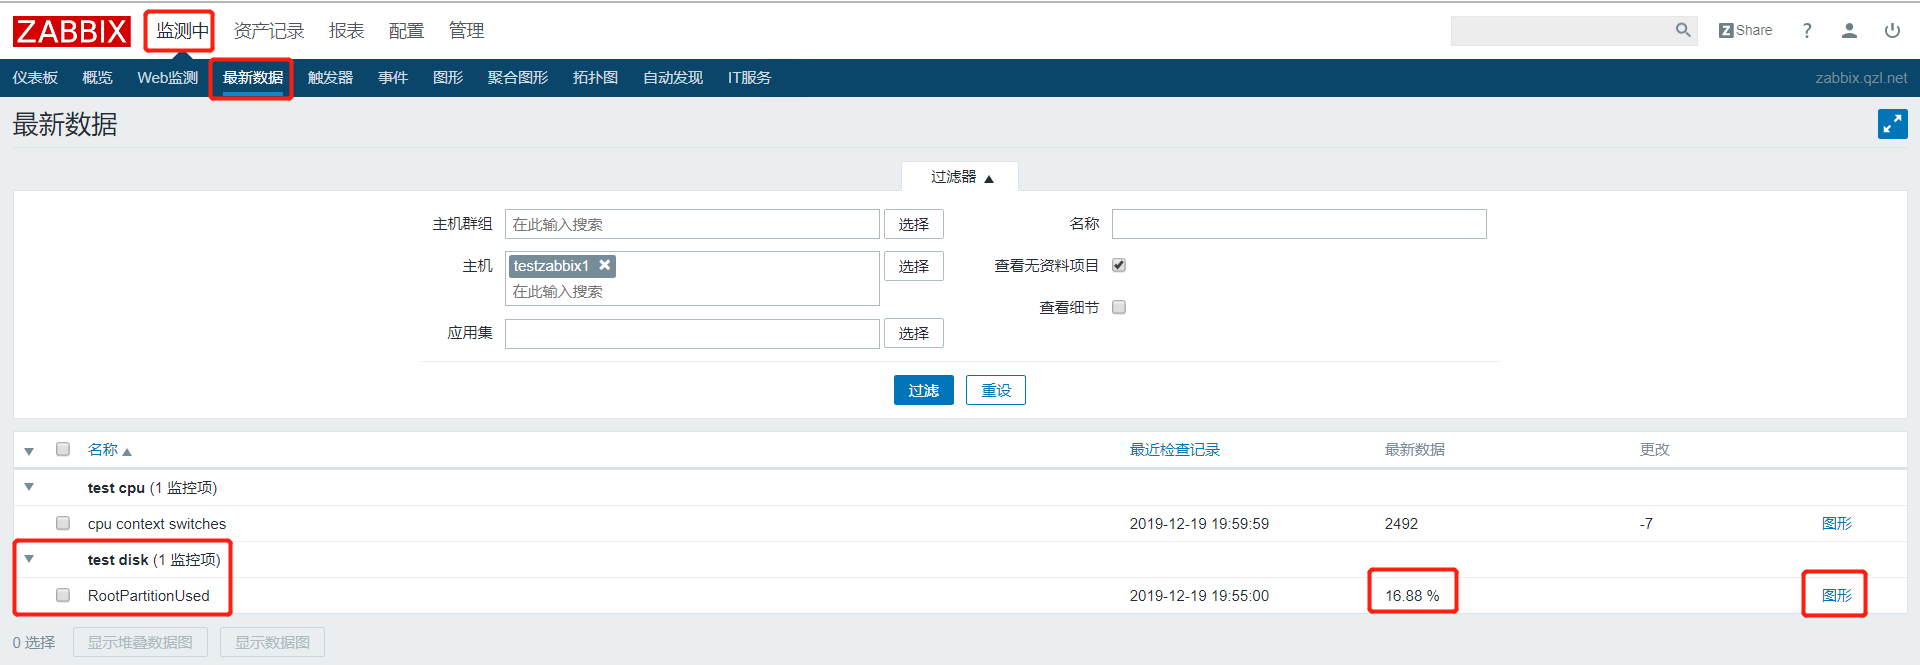 ZABBIX 监测中 资产记录 报表 配置 管理 Z Share ?
仪表板 概览 Web监测 最新数据 触发器 事件 图形 聚合图形 拓扑图 自动发现 IT服务 zabbix.qzl.net
最新数据
过滤器 ▲
主机群组 在此输入搜索 选择 名称
主机 testzabbix1 ✖ 选择 查看无资料项目
在此输入搜索
查看细节
应用集 选择
过滤 重设
名称 ▲ 最近检查记录 最新数据 更改
test cpu (1 监控项)
cpu context switches 2019-12-19 19:59:59 2492 -7 图形
test disk (1 监控项)
RootPartitionUsed 2019-12-19 19:55:00 16.88 % 图形
0 选择 显示堆叠数据图 显示数据图